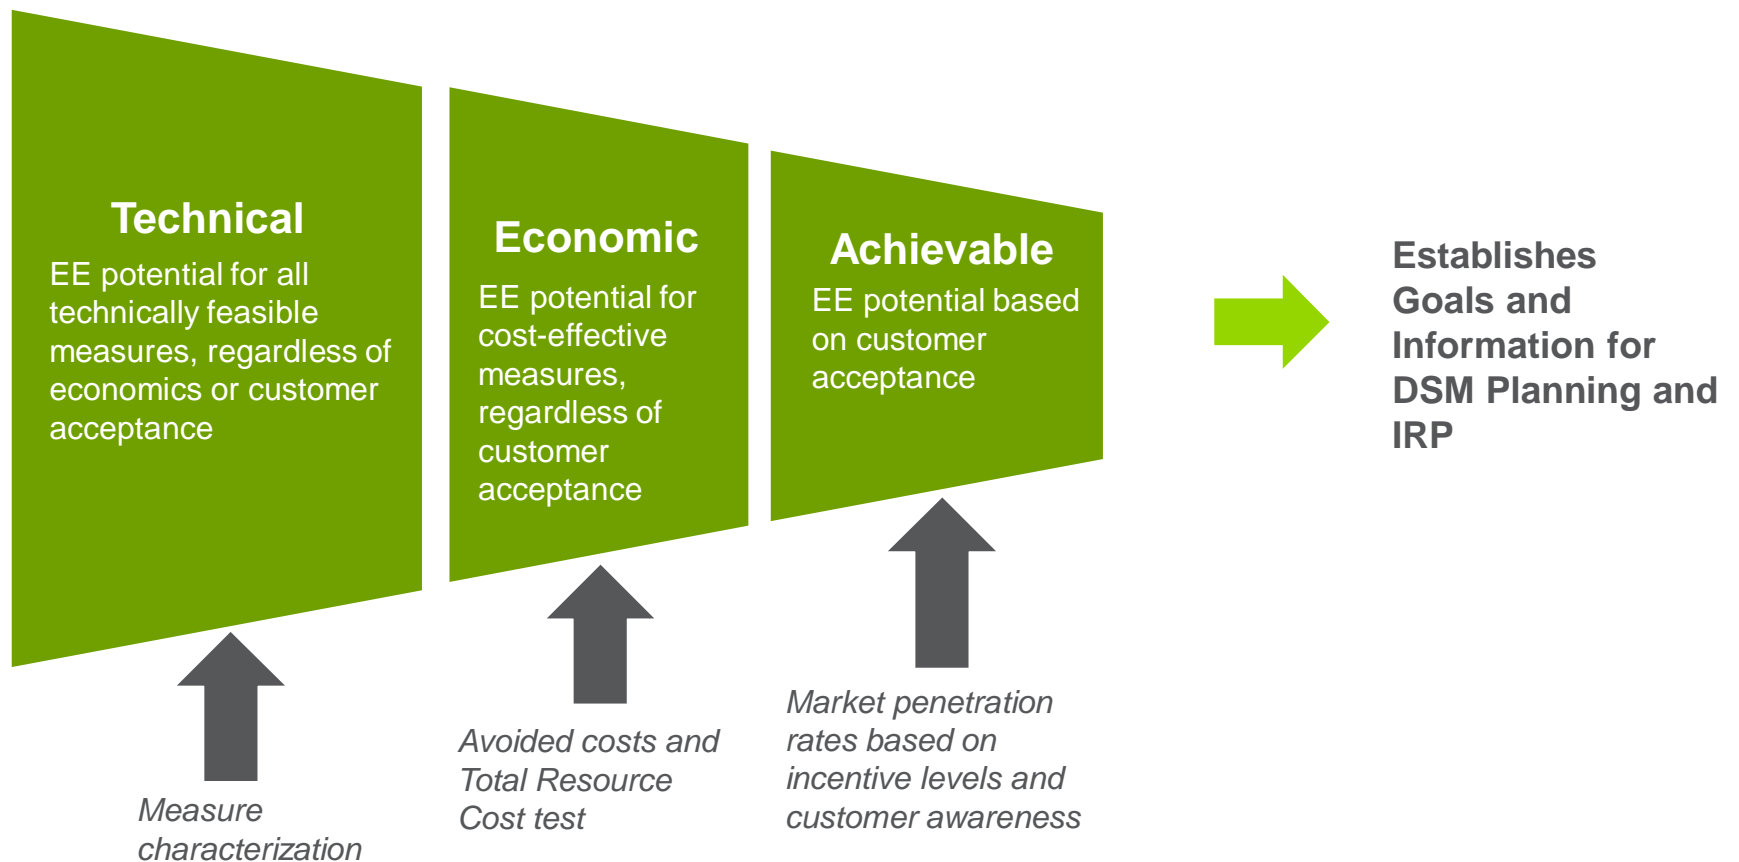 Technical
EE potential for all
technically feasible
measures, regardless of
economics or customer
acceptance
Economic
EE potential for
cost-effective
measures,
regardless of
customer
acceptance
Achievable
EE potential based
on customer
acceptance
Establishes
Goals and
Information for
DSM Planning and
IRP
Measure
characterization
Avoided costs and
Total Resource
Cost test
Market penetration
rates based on
incentive levels and
customer awareness